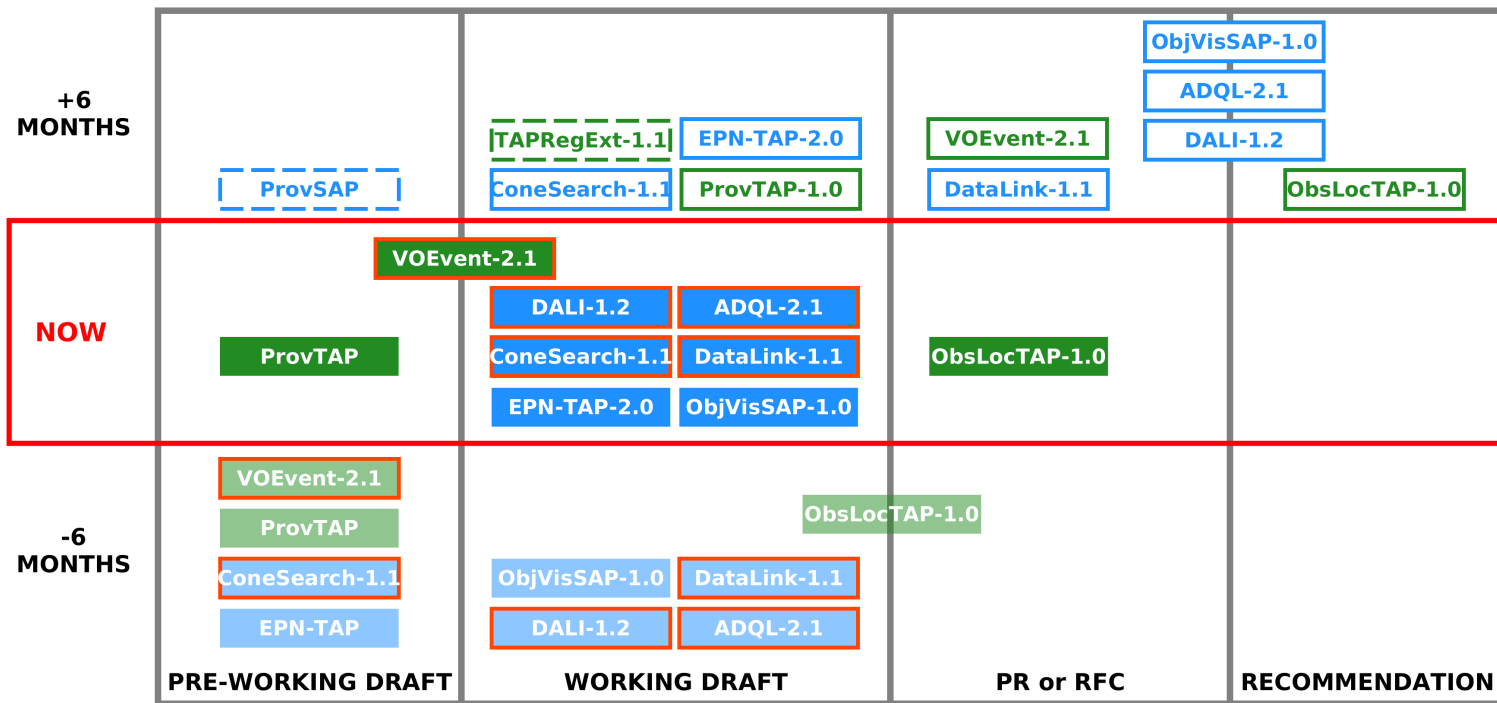 ObjVisSAP-1.0
ADQL-2.1
+6
MONTHS
TAPRegExt-1.1 EPN-TAP-2.0 VOEvent-2.1 DALI-1.2
ProvSAP ConeSearch-1.1 ProvTAP-1.0 DataLink-1.1 ObsLocTAP-1.0
VOEvent-2.1
DALI-1.2 ADQL-2.1
NOW
ProvTAP ConeSearch-1.1 DataLink-1.1 ObsLocTAP-1.0
EPN-TAP-2.0 ObjVisSAP-1.0
VOEvent-2.1
ObsLocTAP-1.0
ProvTAP
-6
MONTHS
ConeSearch-1.1 ObjVisSAP-1.0 DataLink-1.1
EPN-TAP DALI-1.2 ADQL-2.1
PRE-WORKING DRAFT WORKING DRAFT PR or RFC RECOMMENDATION